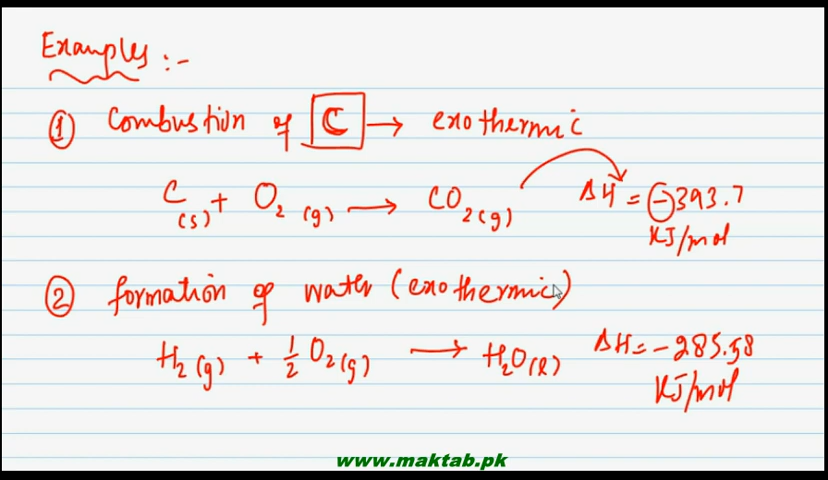 Examples :-
① Combustion of C → exothermic
C(s) + O₂(g) → CO₂(g) ΔH = -393.7
KJ/mol
② formation of water (exothermic)
H₂(g) + 1/2 O₂(g) → H₂O(l) ΔH = -285.58
KJ/mol
www.maktab.pk